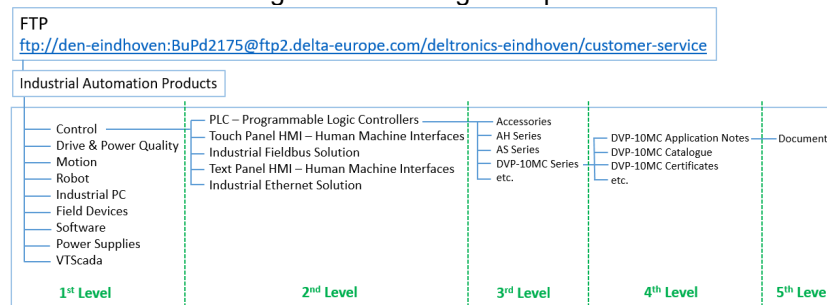 FTP
ftp://den-eindhoven:BuPd2175@ftp2.delta-europe.com/deltronics-eindhoven/customer-service
Industrial Automation Products
Control
Drive & Power Quality
Motion
Robot
Industrial PC
Field Devices
Software
Power Supplies
VTScada
1st Level
PLC – Programmable Logic Controllers
Touch Panel HMI – Human Machine Interfaces
Industrial Fieldbus Solution
Text Panel HMI – Human Machine Interfaces
Industrial Ethernet Solution
2nd Level
Accessories
AH Series
AS Series
DVP-10MC Series
etc.
3rd Level
DVP-10MC Application Notes
DVP-10MC Catalogue
DVP-10MC Certificates
etc.
4th Level
Document
5th Leve